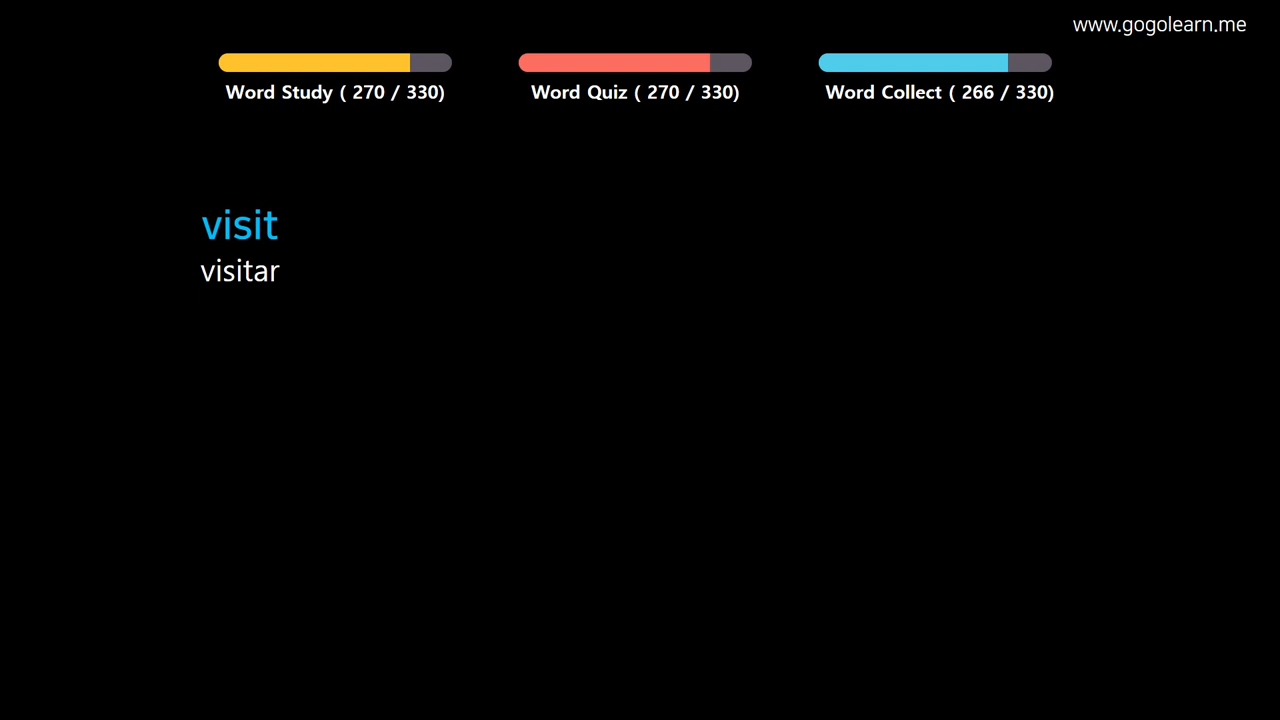 www.gogolearn.me
Word Study ( 270 / 330)
Word Quiz ( 270 / 330)
Word Collect ( 266 / 330)
visit
visitar